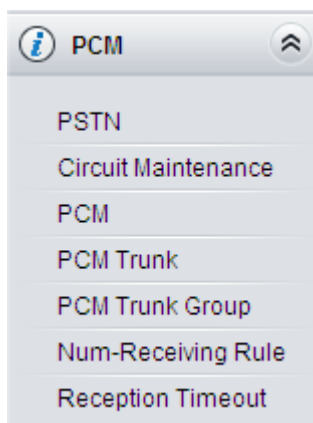 PCM
PSTN
Circuit Maintenance
PCM
PCM Trunk
PCM Trunk Group
Num-Receiving Rule
Reception Timeout